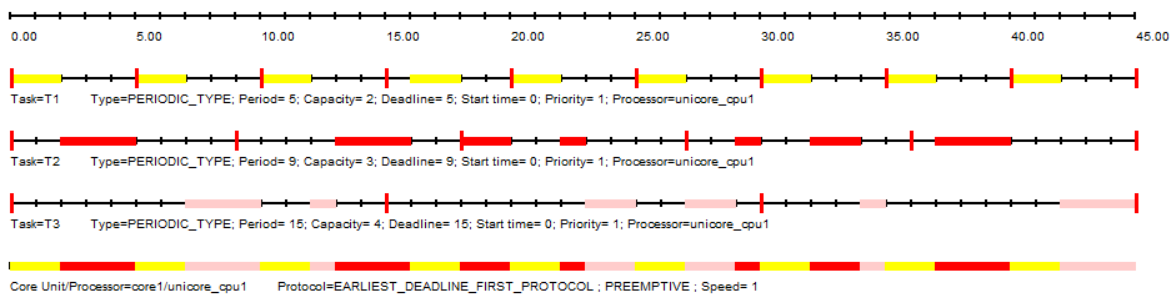 0.00 5.00 10.00 15.00 20.00 25.00 30.00 35.00 40.00 45.00
Task=T1 Type=PERIODIC_TYPE; Period= 5; Capacity= 2; Deadline= 5; Start time= 0; Priority= 1; Processor=unicore_cpu1
Task=T2 Type=PERIODIC_TYPE; Period= 9; Capacity= 3; Deadline= 9; Start time= 0; Priority= 1; Processor=unicore_cpu1
Task=T3 Type=PERIODIC_TYPE; Period= 15; Capacity= 4; Deadline= 15; Start time= 0; Priority= 1; Processor=unicore_cpu1
Core Unit/Processor=core1/unicore_cpu1 Protocol=EARLIEST_DEADLINE_FIRST_PROTOCOL ; PREEMPTIVE ; Speed= 1